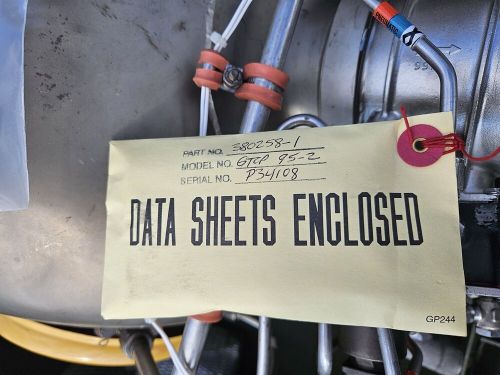 PART NO. 380258-1
MODEL NO. GTCP 95-2
SERIAL NO. P34108
DATA SHEETS ENCLOSED
GP244